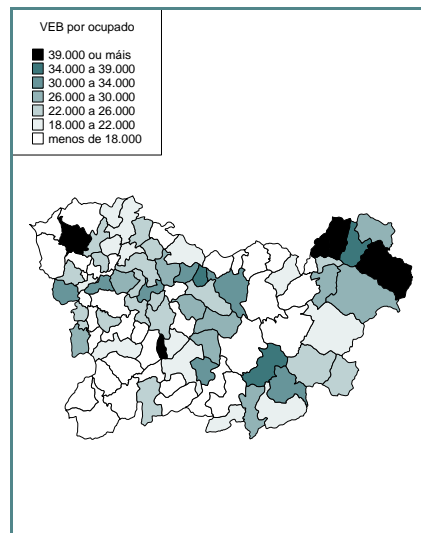 VEB por ocupado
39.000 ou máis
34.000 a 39.000
30.000 a 34.000
26.000 a 30.000
22.000 a 26.000
18.000 a 22.000
menos de 18.000